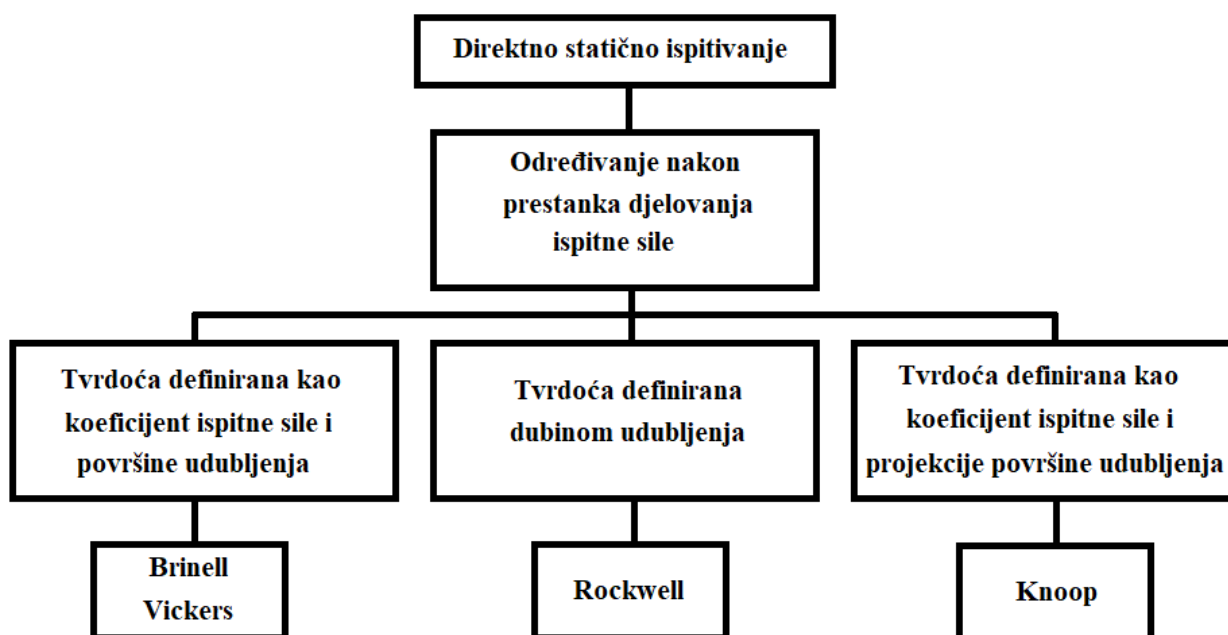 Direktno statično ispitivanje
Određivanje nakon
prestanka djelovanja
ispitne sile
Tvrdoća definirana kao
koeficijent ispitne sile i
površine udubljenja
Tvrdoća definirana
dubinom udubljenja
Tvrdoća definirana kao
koeficijent ispitne sile i
projekcije površine udubljenja
Brinell
Vickers
Rockwell
Knoop